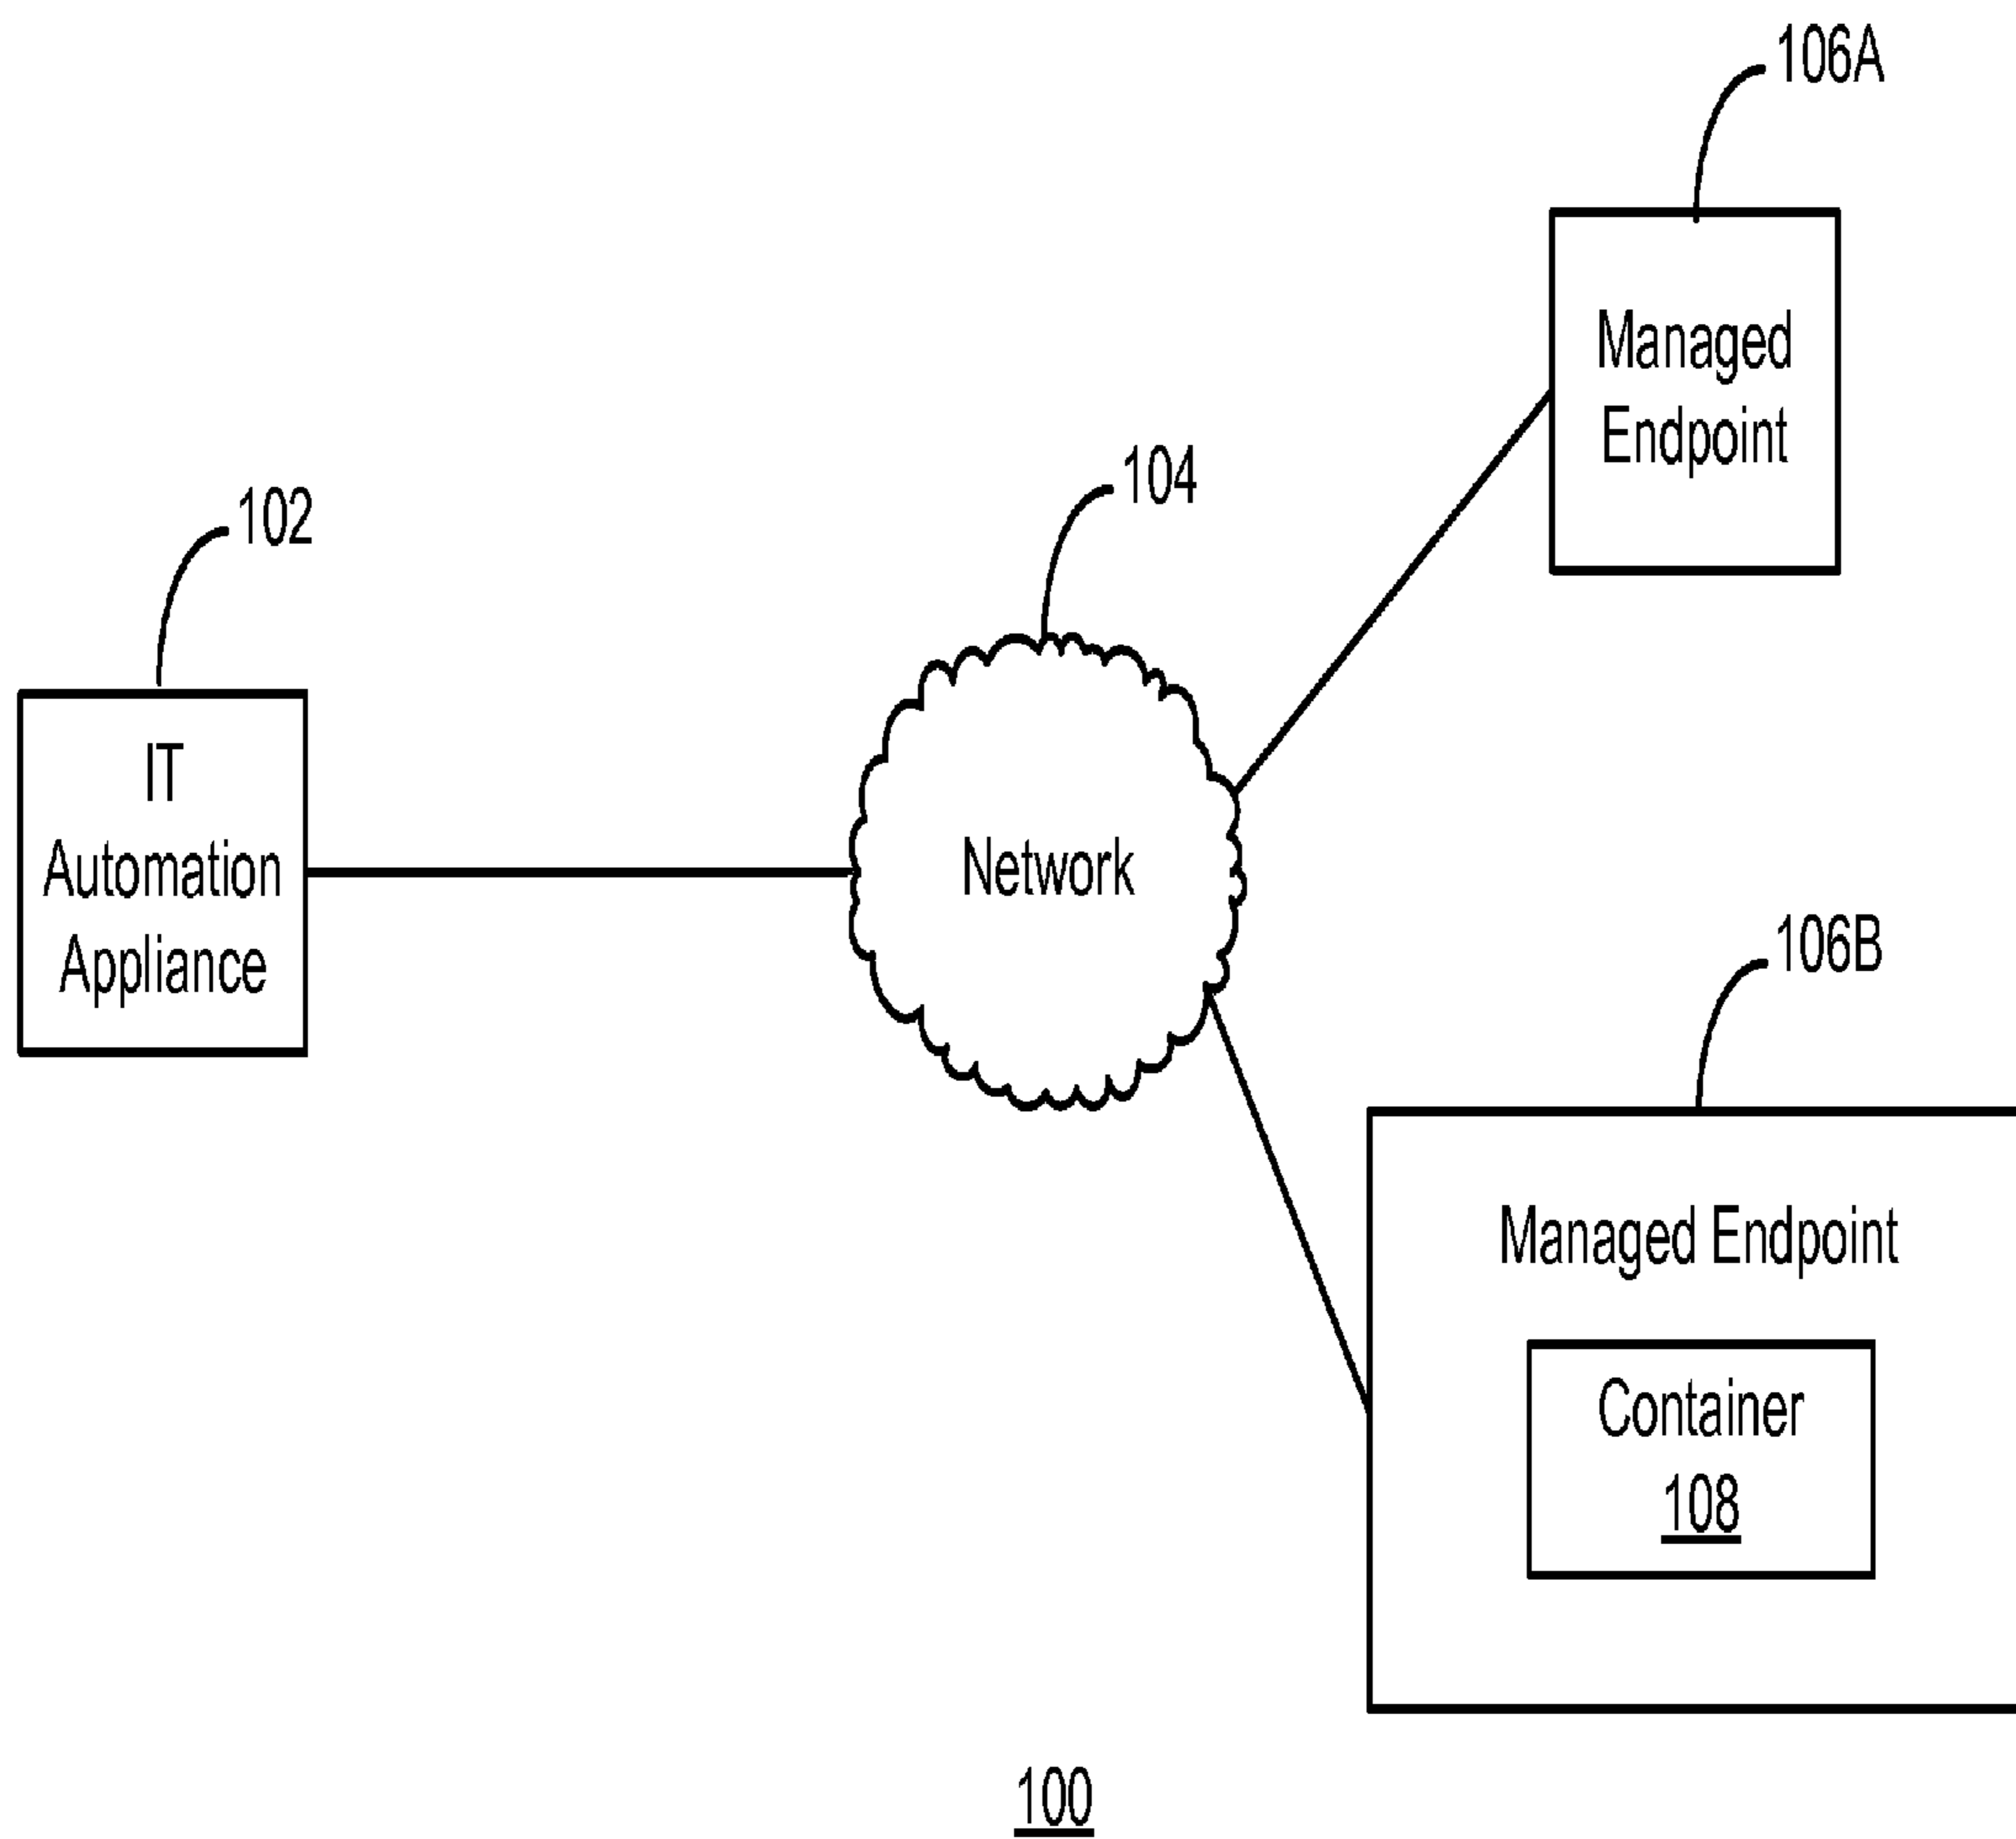 106A
Managed
Endpoint
104
102
IT
Automation
Appliance
Network
106B
Managed Endpoint
Container
108
100